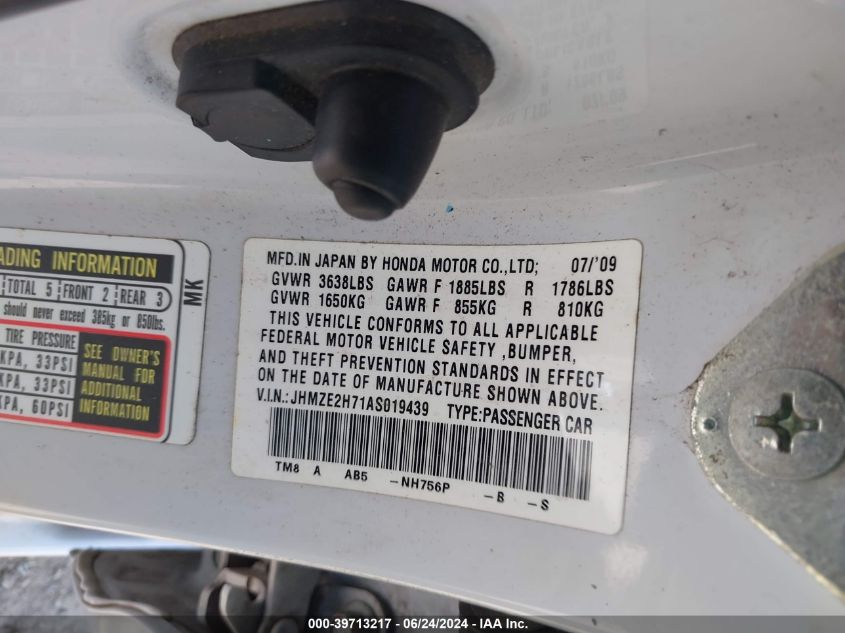 ADING INFORMATION
TOTAL 5 FRONT 2 REAR 3
should never exceed 385kg or 850lbs.
TIRE PRESSURE
KPA, 33PSI
KPA, 33PSI
KPA, 60PSI
SEE OWNER'S
MANUAL FOR
ADDITIONAL
INFORMATION
MK
MFD.IN JAPAN BY HONDA MOTOR CO.,LTD; 07/'09
GVWR 3638LBS GAWR F 1885LBS R 1786LBS
GVWR 1650KG GAWR F 855KG R 810KG
THIS VEHICLE CONFORMS TO ALL APPLICABLE
FEDERAL MOTOR VEHICLE SAFETY ,BUMPER,
AND THEFT PREVENTION STANDARDS IN EFFECT
ON THE DATE OF MANUFACTURE SHOWN ABOVE.
V.I.N.: JHMZE2H71AS019439 TYPE:PASSENGER CAR
TM8 A AB5 -NH756P -B -S
000-39713217 - 06/24/2024 - IAA Inc.